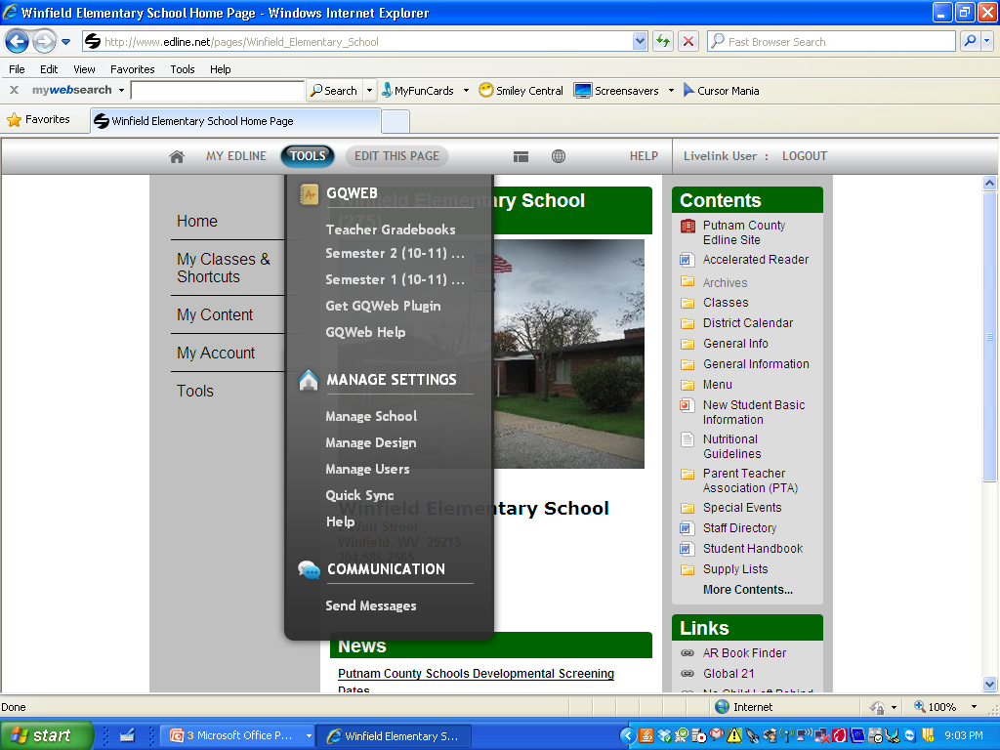 Winfield Elementary School Home Page - Windows Internet Explorer
http://www.edline.net/pages/Winfield_Elementary_School
Fast Browser Search
File Edit View Favorites Tools Help
X mywebsearch Search MyFunCards Smiley Central Screensavers Cursor Mania
Favorites Winfield Elementary School Home Page
MY EDLINE TOOLS EDIT THIS PAGE HELP Livelink User : LOGOUT
Home
My Classes &
Shortcuts
My Content
My Account
Tools
GQWEB
Teacher Gradebooks
Semester 2 (10-11) ...
Semester 1 (10-11) ...
Get GQWeb Plugin
GQWeb Help
MANAGE SETTINGS
Manage School
Manage Design
Manage Users
Quick Sync
Help
COMMUNICATION
Send Messages
Winfield Elementary School
(275)
Winfield Elementary School
Wall Street
Winfield, WV 25213
304-586-2565
News
Putnam County Schools Developmental Screening
Dates
Contents
Putnam County
Edline Site
Accelerated Reader
Archives
Classes
District Calendar
General Info
General Information
Menu
New Student Basic
Information
Nutritional
Guidelines
Parent Teacher
Association (PTA)
Special Events
Staff Directory
Student Handbook
Supply Lists
More Contents...
Links
AR Book Finder
Global 21
No Child Left Behind
Done Internet 100%
start 3 Microsoft Office P... Winfield Elementary S... 9:03 PM